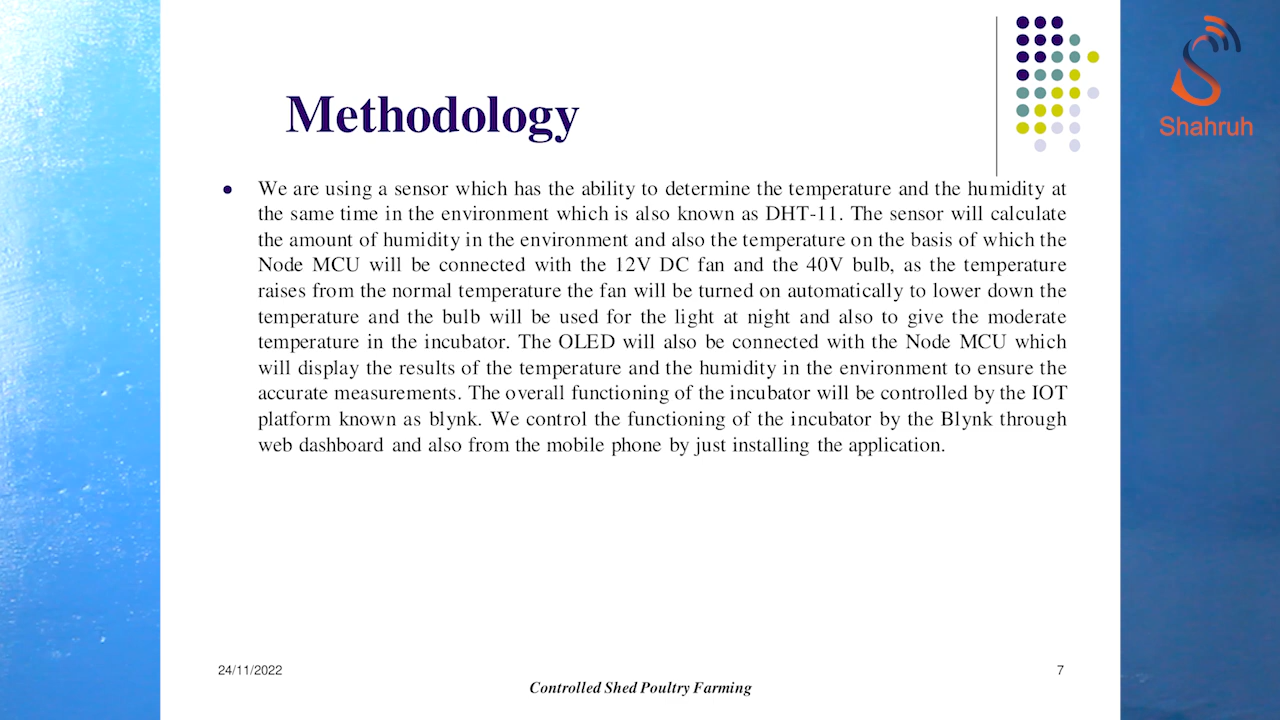 Shahruh
Methodology
• We are using a sensor which has the ability to determine the temperature and the humidity at
the same time in the environment which is also known as DHT-11. The sensor will calculate
the amount of humidity in the environment and also the temperature on the basis of which the
Node MCU will be connected with the 12V DC fan and the 40V bulb, as the temperature
raises from the normal temperature the fan will be turned on automatically to lower down the
temperature and the bulb will be used for the light at night and also to give the moderate
temperature in the incubator. The OLED will also be connected with the Node MCU which
will display the results of the temperature and the humidity in the environment to ensure the
accurate measurements. The overall functioning of the incubator will be controlled by the IOT
platform known as blynk. We control the functioning of the incubator by the Blynk through
web dashboard and also from the mobile phone by just installing the application.
24/11/2022
7
Controlled Shed Poultry Farming